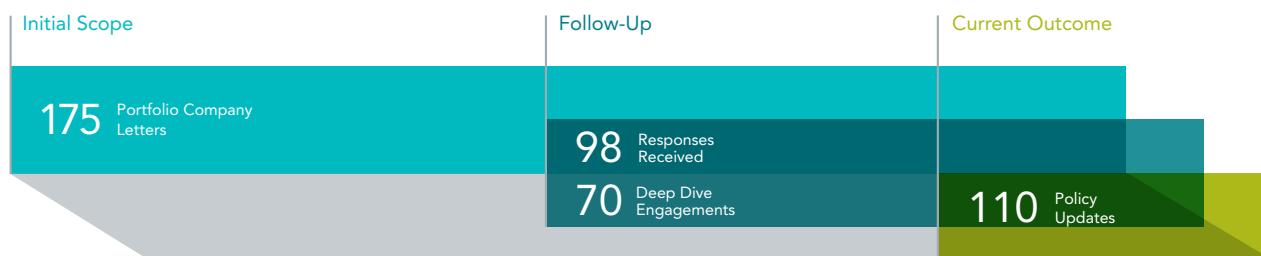 Initial Scope
Follow-Up
Current Outcome
175 Portfolio Company
Letters
98 Responses
Received
70 Deep Dive
Engagements
110 Policy
Updates